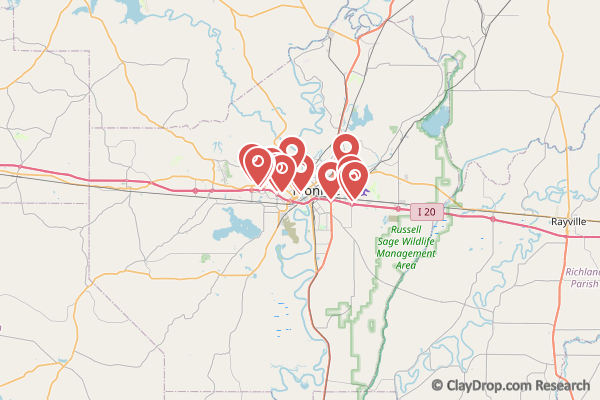 I 20
Rayville
Russell
Sage Wildlife
Management
Area
Richland
Parish
© ClayDrop.com Research